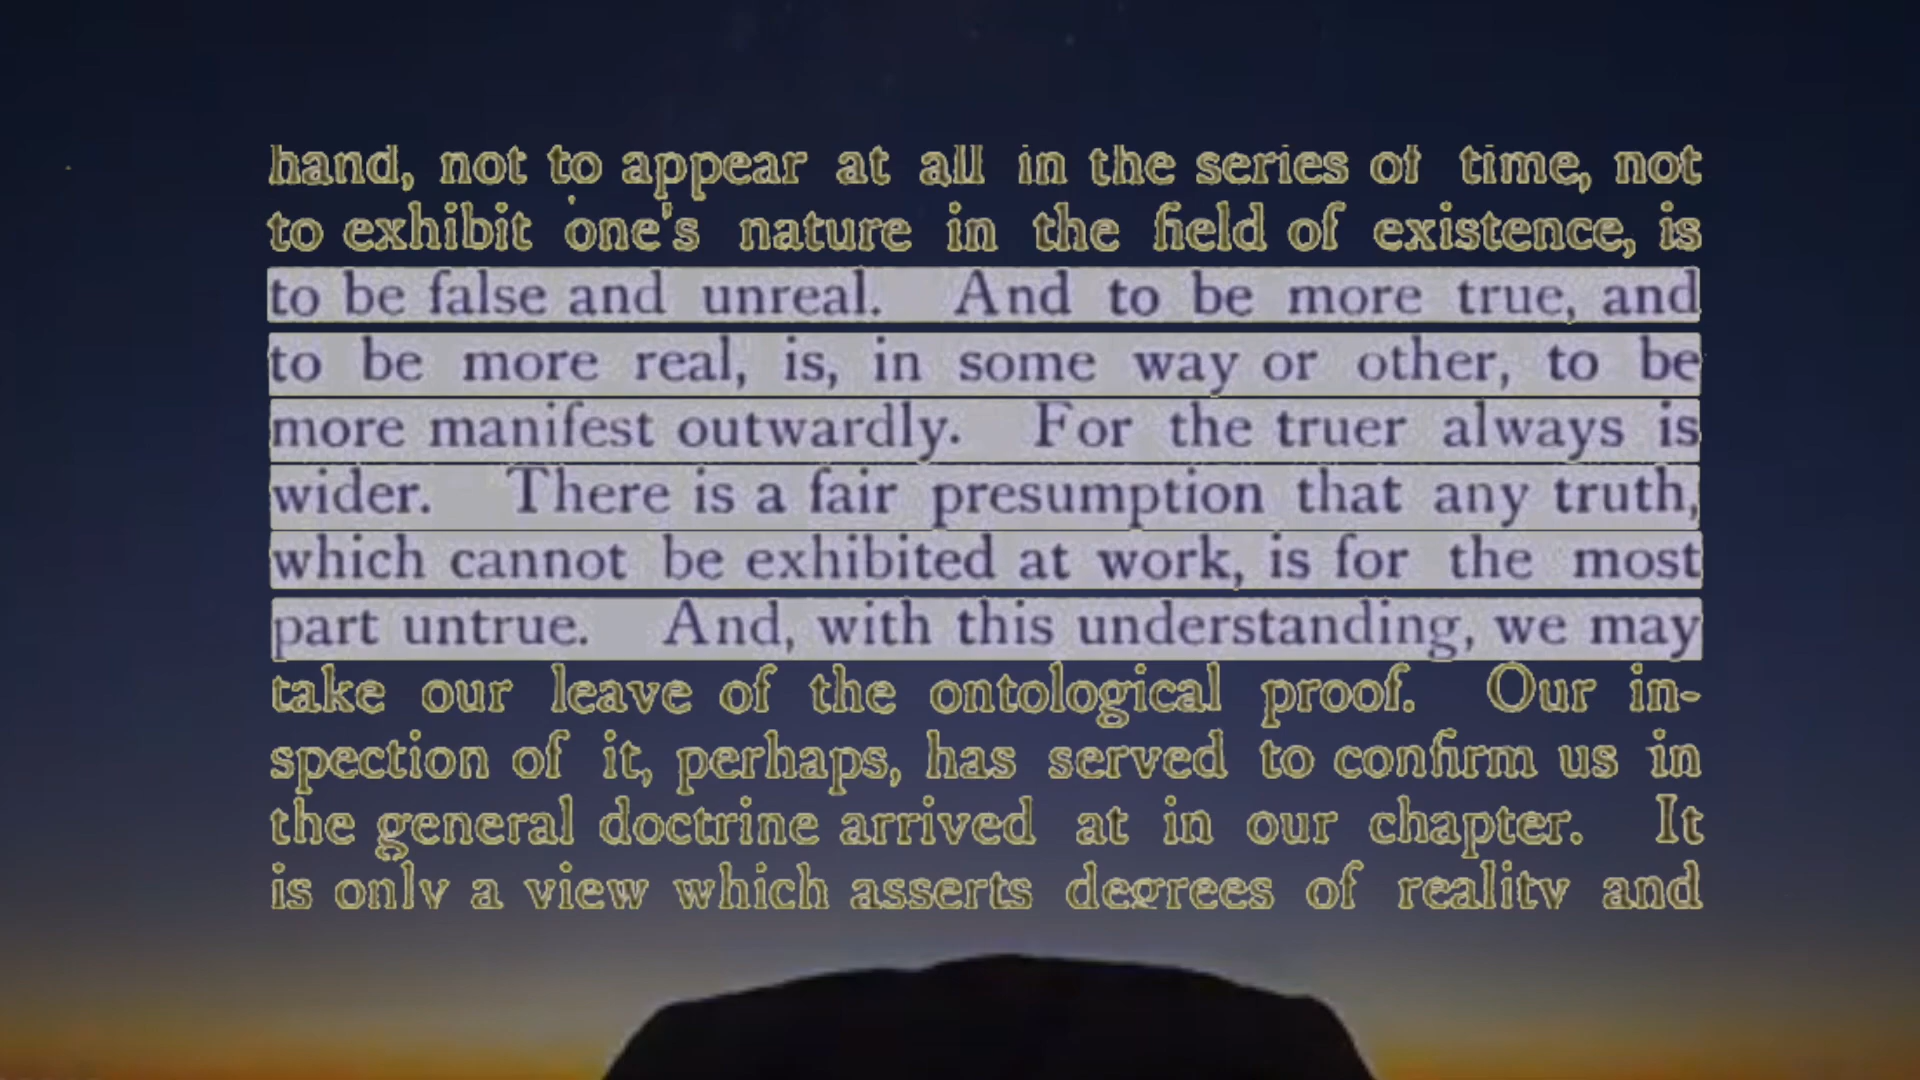 hand, not to appear at all in the series of time, not
to exhibit one's nature in the field of existence, is
to be false and unreal. And to be more true, and
to be more real, is, in some way or other, to be
more manifest outwardly. For the truer always is
wider. There is a fair presumption that any truth,
which cannot be exhibited at work, is for the most
part untrue. And, with this understanding, we may
take our leave of the ontological proof. Our in-
spection of it, perhaps, has served to confirm us in
the general doctrine arrived at in our chapter. It
is only a view which asserts degrees of reality and